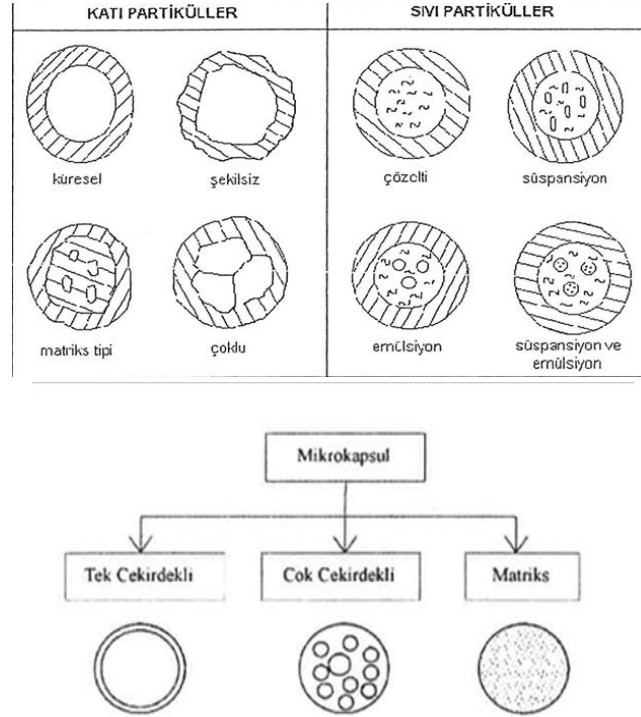 KATI PARTİKÜLLER
SIVI PARTİKÜLLER
küresel
şekilsiz
çözelti
süspansiyon
matriks tipi
çoklu
emülsiyon
süspansiyon ve
emülsiyon
Mikrokapsul
Tek Cekirdekli
Cok Cekirdekli
Matriks